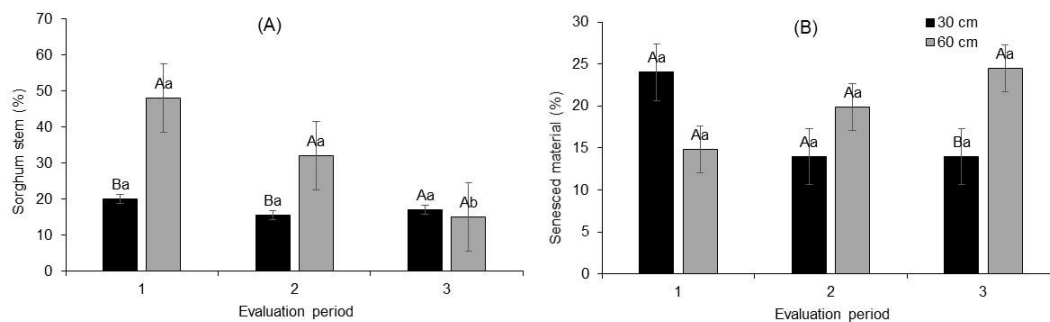 (A)
Sorghum stem (%)
70
60
50
40
30
20
10
0
Ba
Aa
Ba
Aa
Aa
Ab
1
2
3
Evaluation period
(B)
30 cm
60 cm
Senesced material (%)
30
25
20
15
10
5
0
Aa
Aa
Aa
Aa
Ba
Aa
1
2
3
Evaluation period